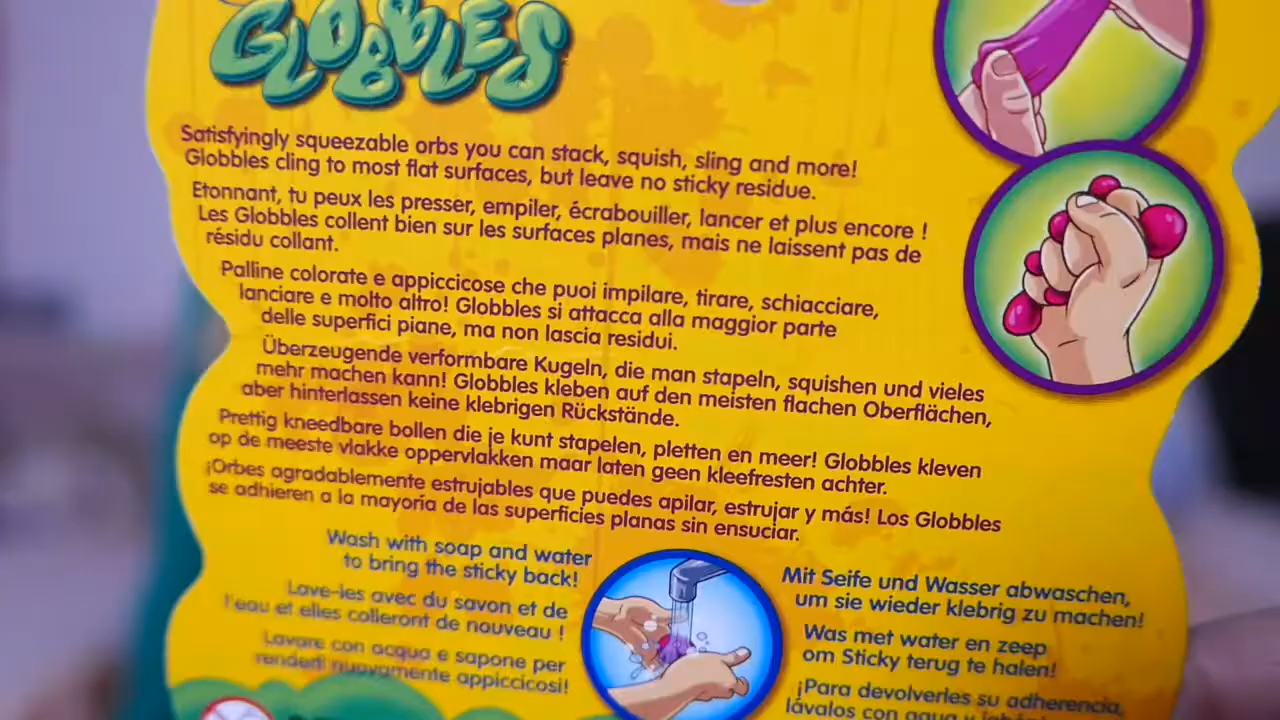 GLOBBLES
Satisfyingly squeezable orbs you can stack, squish, sling and more!
Globbles cling to most flat surfaces, but leave no sticky residue.
Etonnant, tu peux les presser, empiler, écrabouiller, lancer et plus encore !
Les Globbles collent bien sur les surfaces planes, mais ne laissent pas de
résidu collant.
Palline colorate e appiccicose che puoi impilare, tirare, schiacciare,
lanciare e molto altro! Globbles si attacca alla maggior parte
delle superfici piane, ma non lascia residui.
Überzeugende verformbare Kugeln, die man stapeln, squishen und vieles
mehr machen kann! Globbles kleben auf den meisten flachen Oberflächen,
aber hinterlassen keine klebrigen Rückstände.
Prettig kneedbare bollen die je kunt stapelen, pletten en meer! Globbles kleven
op de meeste vlakke oppervlakken maar laten geen kleefresten achter.
¡Orbes agradablemente estrujables que puedes apilar, estrujar y más! Los Globbles
se adhieren a la mayoría de las superficies planas sin ensuciar.
Wash with soap and water
to bring the sticky back!
Lave-les avec du savon et de
l'eau et elles colleront de nouveau !
Lavare con acqua e sapone per
renderli nuovamente appiccicosi!
Mit Seife und Wasser abwaschen,
um sie wieder klebrig zu machen!
Was met water en zeep
om Sticky terug te halen!
¡Para devolverles su adherencia,
lávalos con agua y